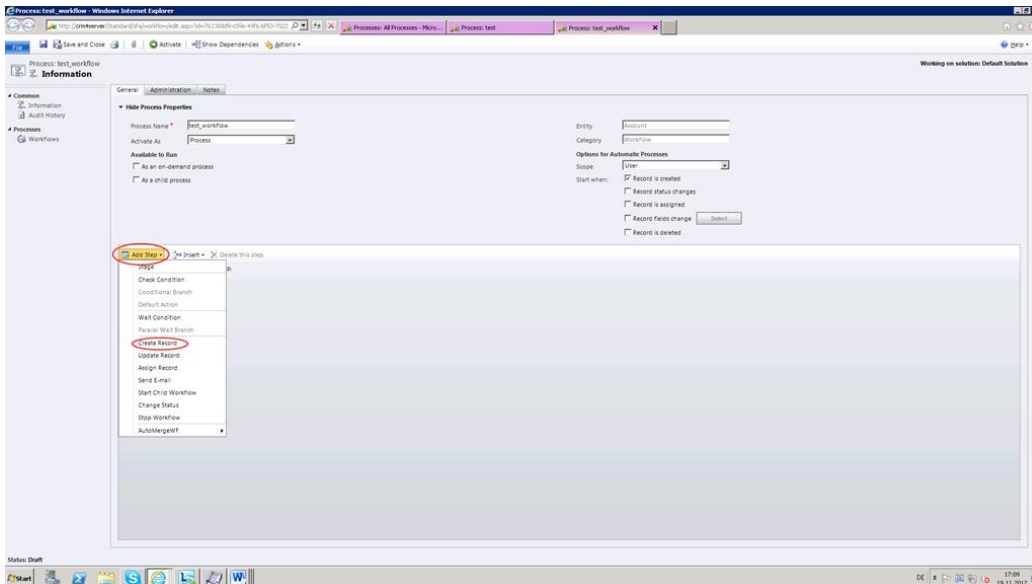 Process: test_workflow - Windows Internet Explorer
Processes: All Processes - Micro...
Process: test
Process: test_workflow
File
Save and Close
Activate
Show Dependencies
Actions
Help
Process: test_workflow
Information
Working on solution: Default Solution
Common
Information
Audit History
Processes
Workflows
General
Administration
Notes
Hide Process Properties
Process Name *
test_workflow
Activate As
Process
Available to Run
As an on-demand process
As a child process
Entity
Account
Category
Workflow
Options for Automatic Processes
Scope
User
Start when:
Record is created
Record status changes
Record is assigned
Record fields change
Select
Record is deleted
Add Step
Insert
Delete this step.
Stage
Check Condition
Conditional Branch
Default Action
Wait Condition
Parallel Wait Branch
Create Record
Update Record
Assign Record
Send E-mail
Start Child Workflow
Change Status
Stop Workflow
AutoMergeWF
Status: Draft
Start
DE
17:09
19.11.2012